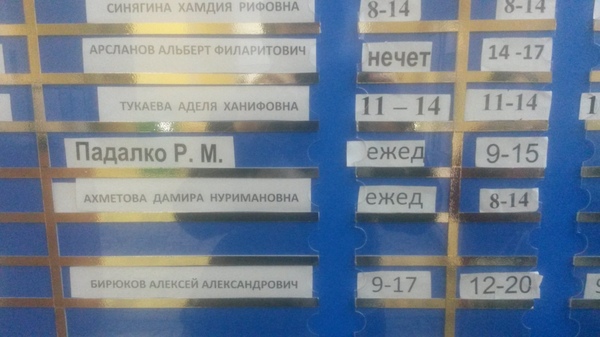 СИНЯГИНА ХАМДИЯ РИФОВНА 8-14 8-14
АРСЛАНОВ АЛЬБЕРТ ФИЛАРИТОВИЧ нечет 14-17
ТУКАЕВА АДЕЛЯ ХАНИФОВНА 11 – 14 11-14
Падалко Р. М. ежед 9-15
АХМЕТОВА ДАМИРА НУРИМАНОВНА ежед 8-14
БИРЮКОВ АЛЕКСЕЙ АЛЕКСАНДРОВИЧ 9-17 12-20